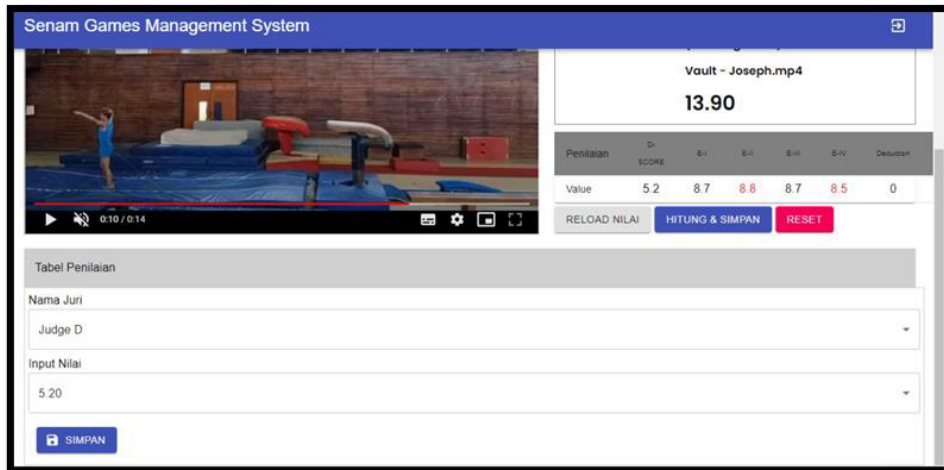 Senam Games Management System
Vault - Joseph.mp4
13.90
Penilaian D-SCORE E-I E-II E-III E-IV Deduction
Value 5.2 8.7 8.8 8.7 8.5 0
0:10 / 0:14
RELOAD NILAI HITUNG & SIMPAN RESET
Tabel Penilaian
Nama Juri
Judge D
Input Nilai
5.20
SIMPAN